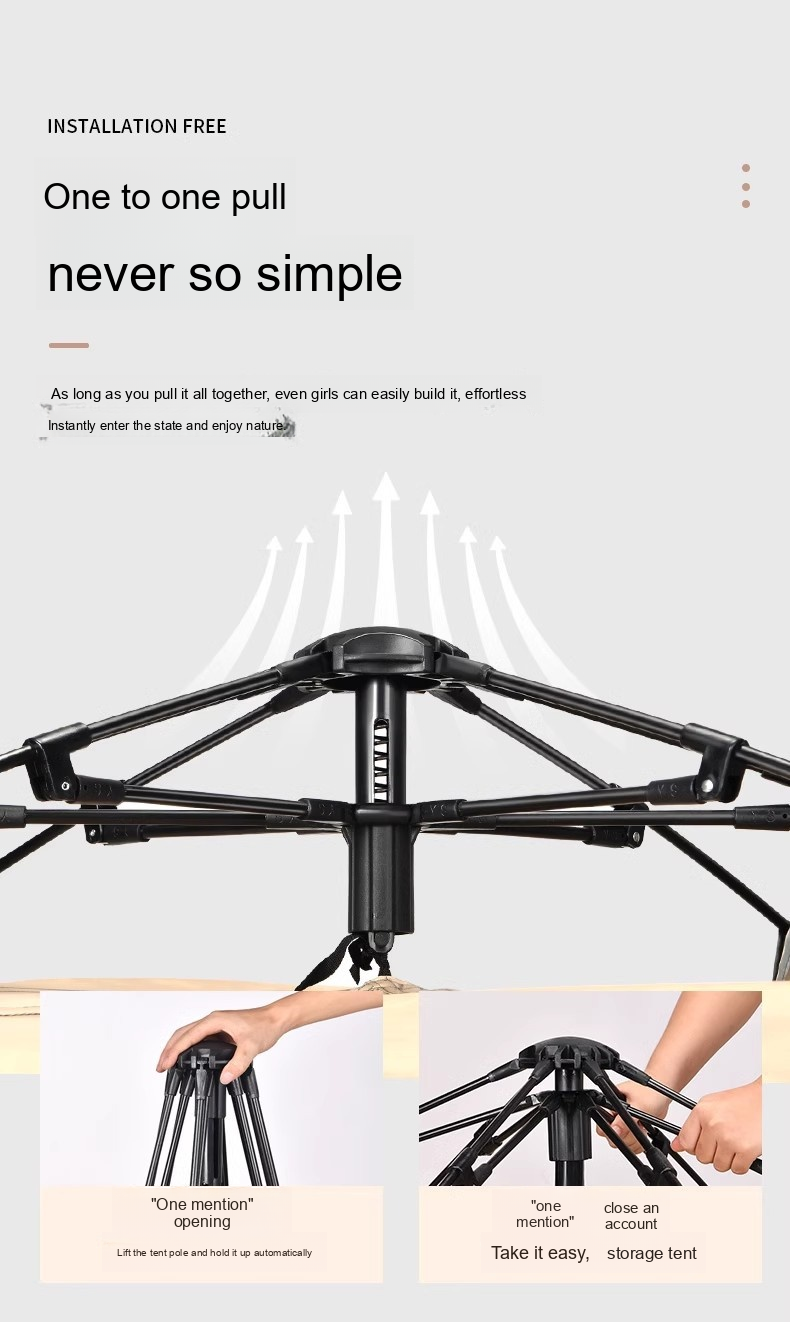 INSTALLATION FREE
One to one pull
never so simple
As long as you pull it all together, even girls can easily build it, effortless
Instantly enter the state and enjoy nature.
"One mention"
opening
Lift the tent pole and hold it up automatically
"one
mention"
close an
account
Take it easy, storage tent